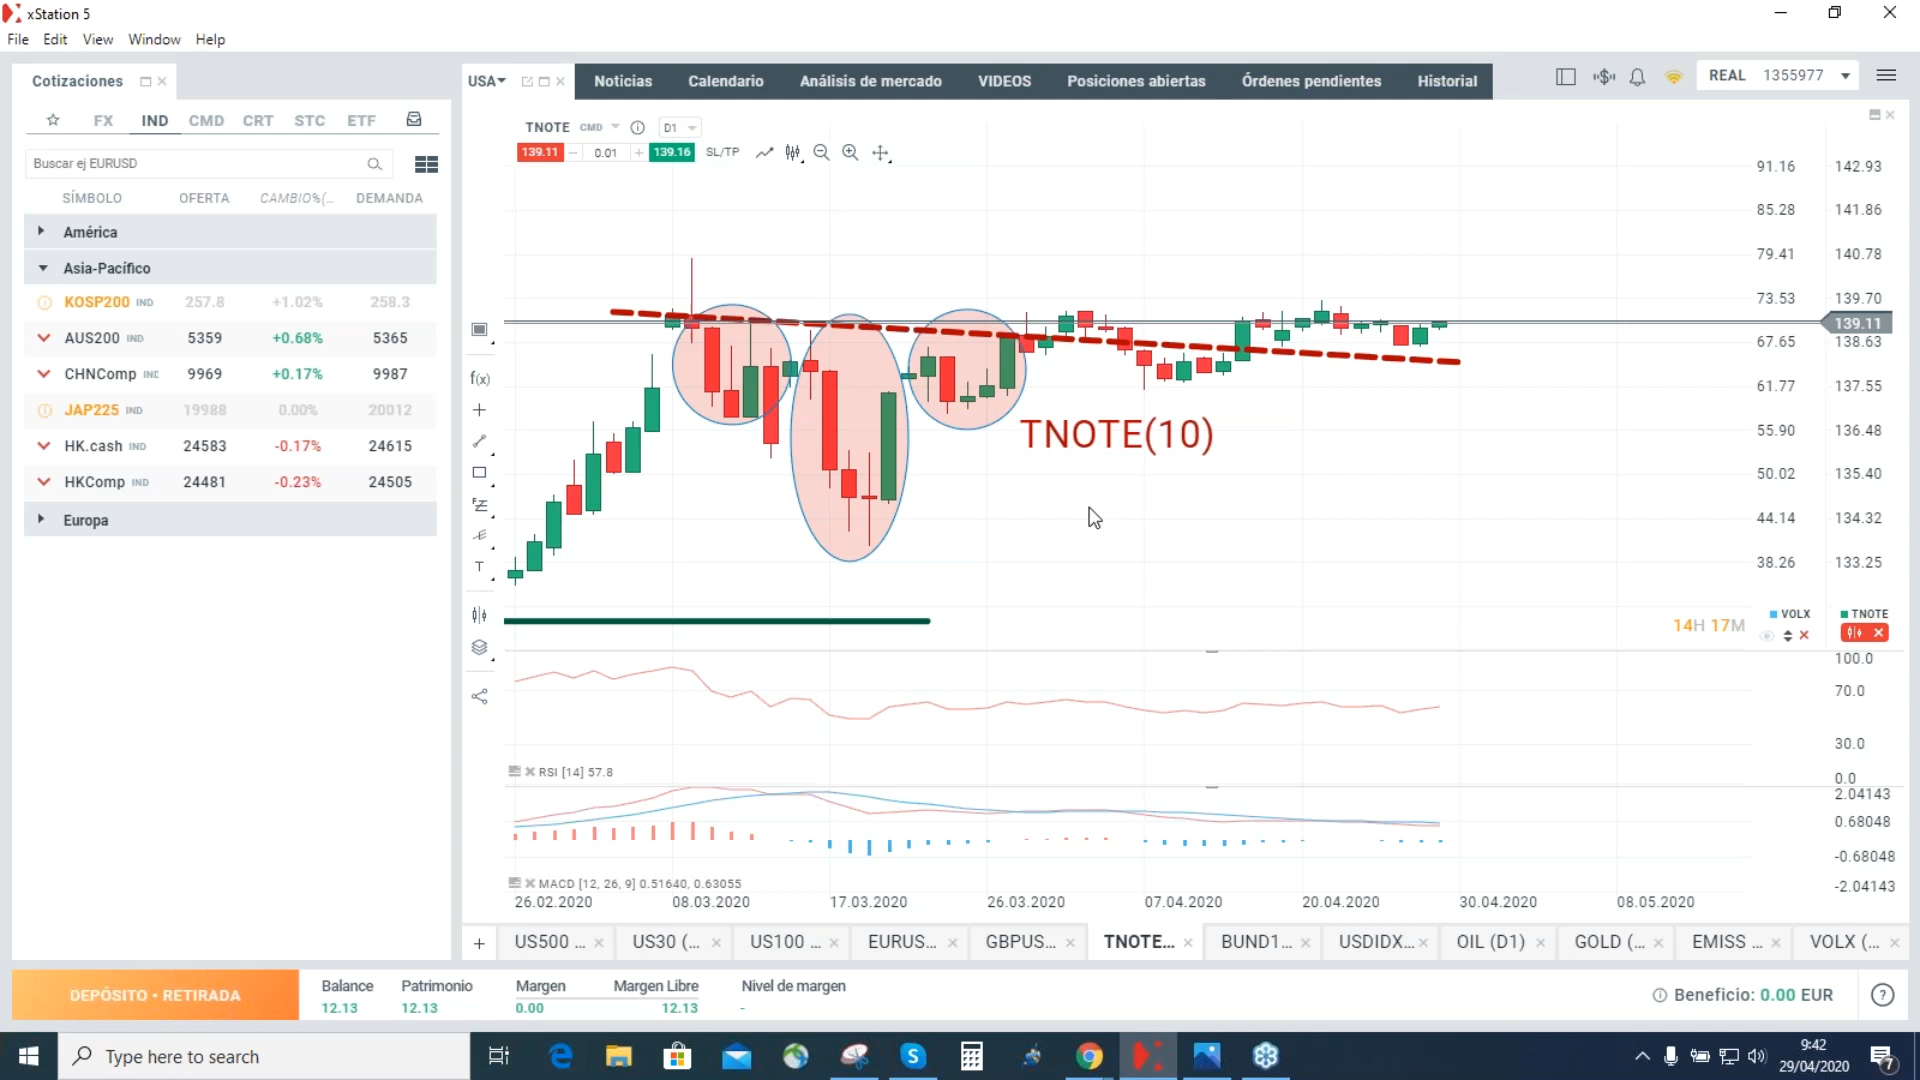 xStation 5
File Edit View Window Help
Cotizaciones
USA
Noticias Calendario Análisis de mercado VIDEOS Posiciones abiertas Órdenes pendientes Historial
REAL 1355977
FX IND CMD CRT STC ETF
Buscar ej EURUSD
SÍMBOLO OFERTA CAMBIO%(... DEMANDA
América
Asia-Pacífico
KOSP200 IND 257.8 +1.02% 258.3
AUS200 IND 5359 +0.68% 5365
CHNComp INC 9969 +0.17% 9987
JAP225 IND 19988 0.00% 20012
HK.cash IND 24583 -0.17% 24615
HKComp IND 24481 -0.23% 24505
Europa
TNOTE CMD D1
139.11 0.01 139.16 SL/TP
f(x)
T
91.16 142.93
85.28 141.86
79.41 140.78
73.53 139.70
139.11
67.65 138.63
61.77 137.55
55.90 136.48
50.02 135.40
44.14 134.32
38.26 133.25
TNOTE(10)
14H 17M
VOLX TNOTE
100.0
70.0
30.0
0.0
RSI [14] 57.8
2.04143
0.68048
-0.68048
-2.04143
MACD [12, 26, 9] 0.51640, 0.63055
26.02.2020 08.03.2020 17.03.2020 26.03.2020 07.04.2020 20.04.2020 30.04.2020 08.05.2020
US500 ... US30 (... US100 ... EURUS... GBPUS... TNOTE... BUND1... USDIDX... OIL (D1) GOLD (... EMISS ... VOLX (...
DEPÓSITO • RETIRADA
Balance Patrimonio Margen Margen Libre Nivel de margen
12.13 12.13 0.00 12.13 -
Beneficio: 0.00 EUR
Type here to search
9:42
29/04/2020
7